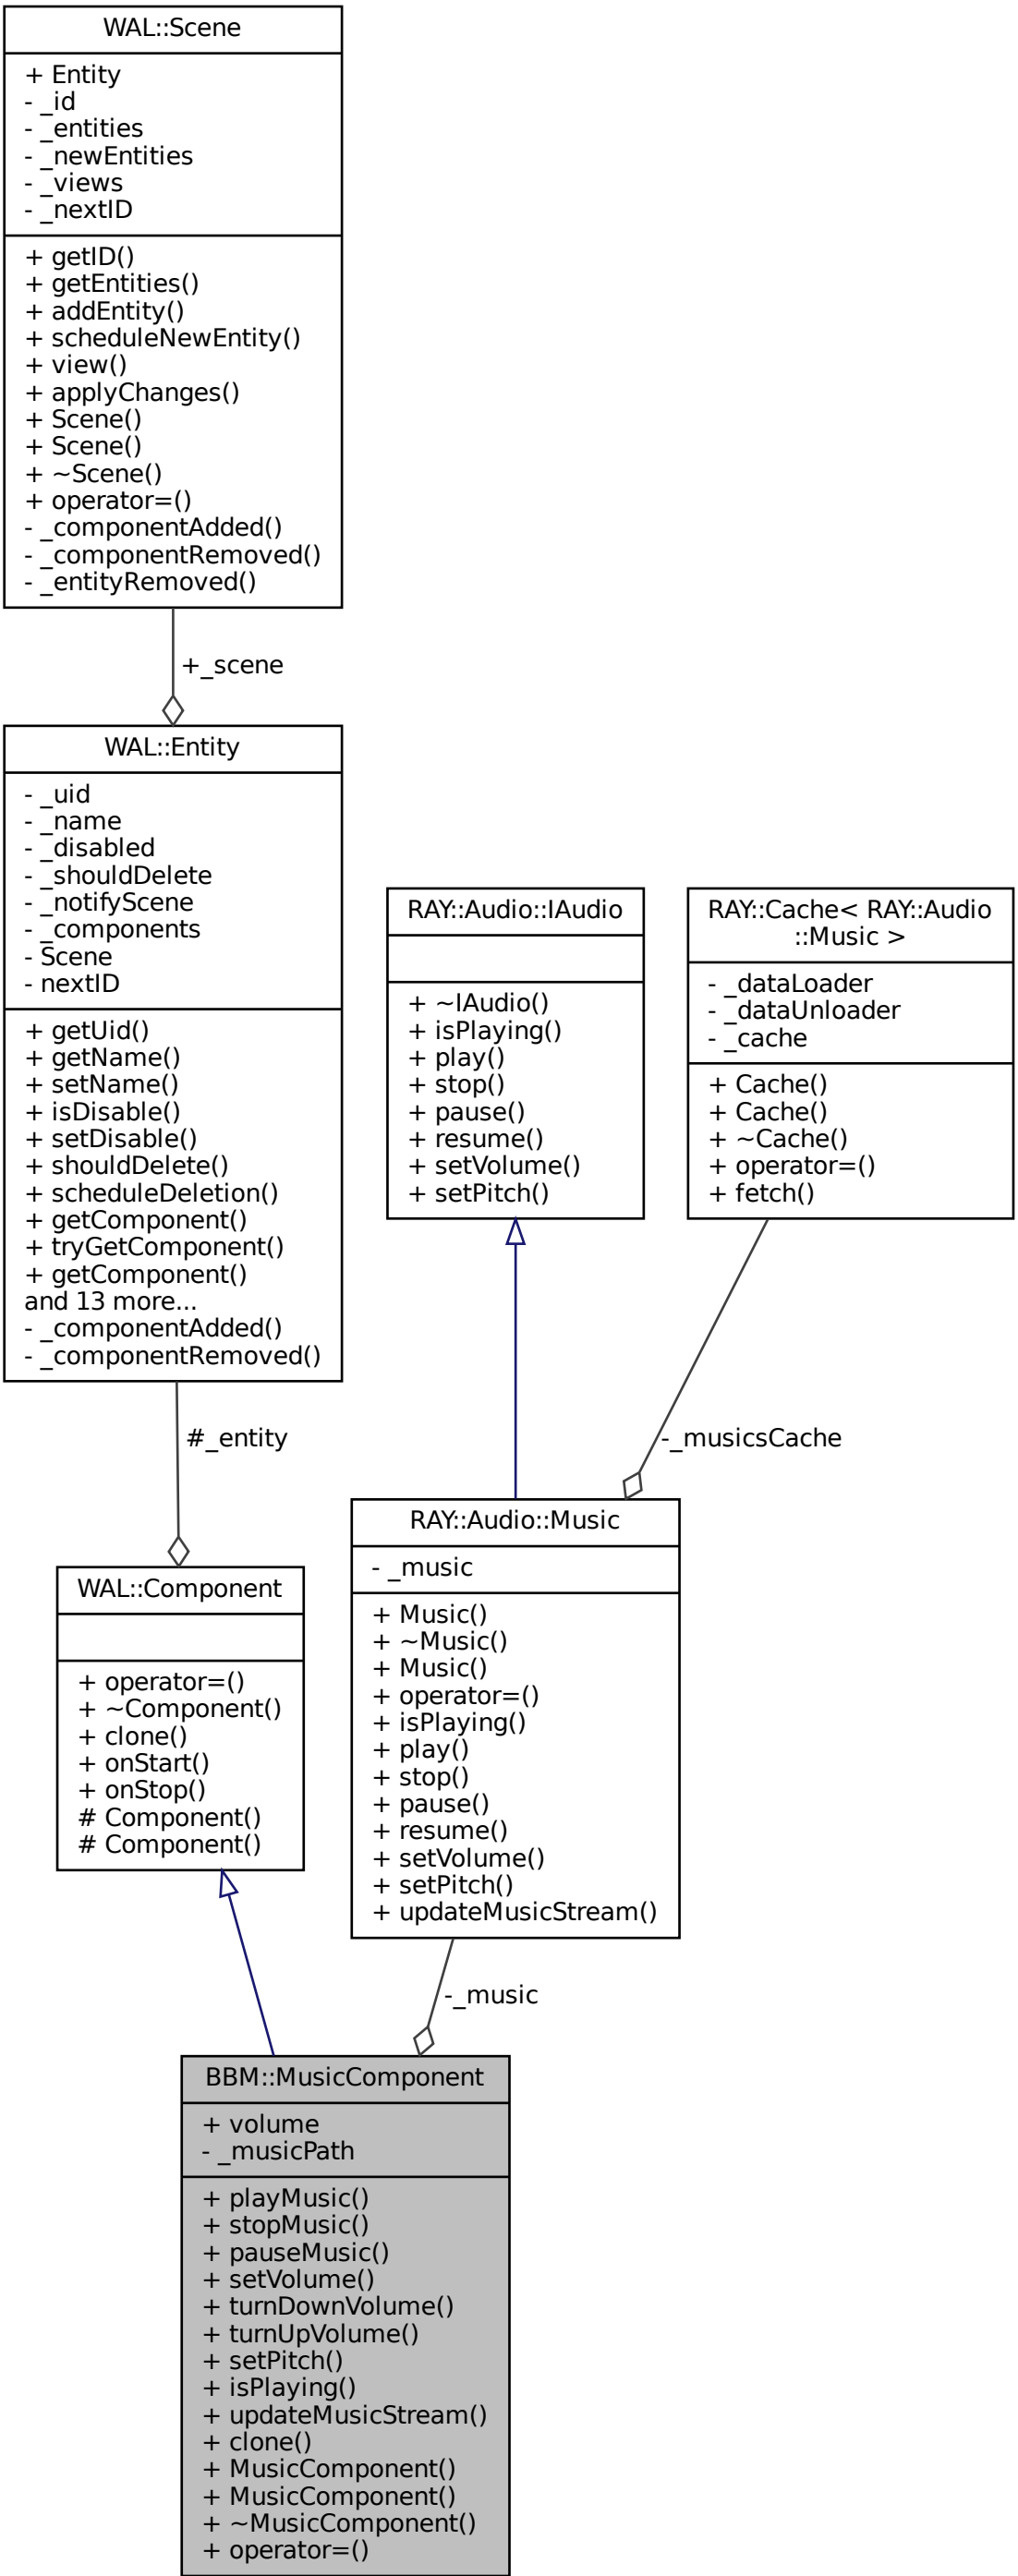 WAL::Scene
+ Entity
- _id
- _entities
- _newEntities
- _views
- _nextID
+ getID()
+ getEntities()
+ addEntity()
+ scheduleNewEntity()
+ view()
+ applyChanges()
+ Scene()
+ Scene()
+ ~Scene()
+ operator=()
- _componentAdded()
- _componentRemoved()
- _entityRemoved()
+_scene
WAL::Entity
- _uid
- _name
- _disabled
- _shouldDelete
- _notifyScene
- _components
- Scene
- nextID
+ getUid()
+ getName()
+ setName()
+ isDisable()
+ setDisable()
+ shouldDelete()
+ scheduleDeletion()
+ getComponent()
+ tryGetComponent()
+ getComponent()
and 13 more...
- _componentAdded()
- _componentRemoved()
RAY::Audio::IAudio
+ ~IAudio()
+ isPlaying()
+ play()
+ stop()
+ pause()
+ resume()
+ setVolume()
+ setPitch()
RAY::Cache< RAY::Audio
::Music >
- _dataLoader
- _dataUnloader
- _cache
+ Cache()
+ Cache()
+ ~Cache()
+ operator=()
+ fetch()
#_entity
-_musicsCache
WAL::Component
+ operator=()
+ ~Component()
+ clone()
+ onStart()
+ onStop()
# Component()
# Component()
RAY::Audio::Music
- _music
+ Music()
+ ~Music()
+ Music()
+ operator=()
+ isPlaying()
+ play()
+ stop()
+ pause()
+ resume()
+ setVolume()
+ setPitch()
+ updateMusicStream()
-_music
BBM::MusicComponent
+ volume
- _musicPath
+ playMusic()
+ stopMusic()
+ pauseMusic()
+ setVolume()
+ turnDownVolume()
+ turnUpVolume()
+ setPitch()
+ isPlaying()
+ updateMusicStream()
+ clone()
+ MusicComponent()
+ MusicComponent()
+ ~MusicComponent()
+ operator=()